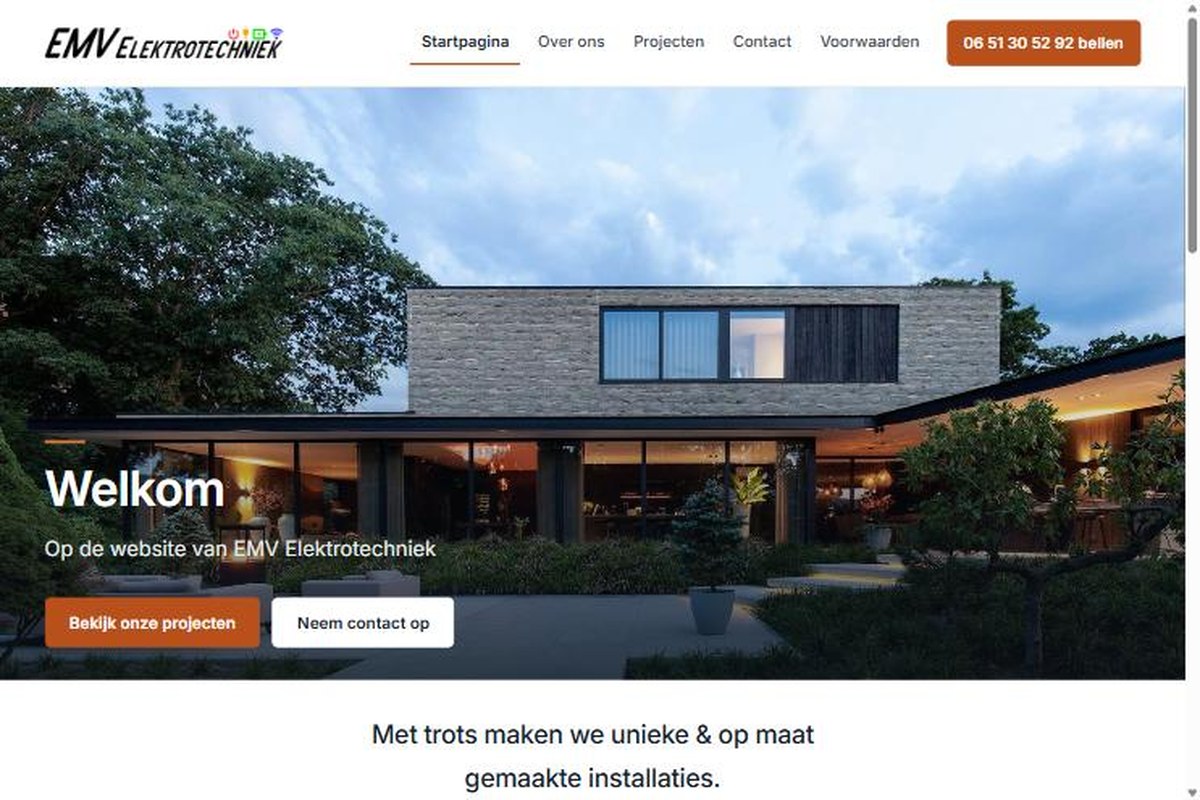 EMV ELEKTROTECHNIEK
Startpagina
Over ons
Projecten
Contact
Voorwaarden
06 51 30 52 92 bellen
Welkom
Op de website van EMV Elektrotechniek
Bekijk onze projecten
Neem contact op
Met trots maken we unieke & op maat
gemaakte installaties.